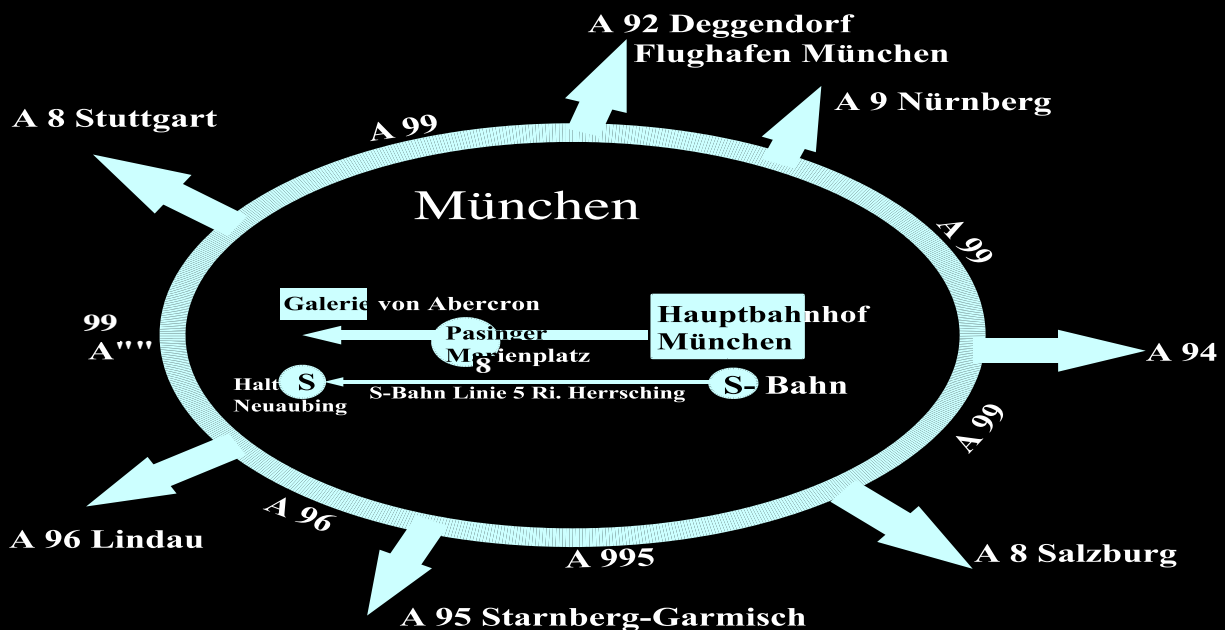 A 92 Deggendorf
Flughafen München
A 9 Nürnberg
A 8 Stuttgart
A 99
München
A 99
Galerie von Abercron
Hauptbahnhof
München
99
A""
Pasinger
Marienplatz
8
A 94
Halt
Neuaubing
S
S-Bahn Linie 5 Ri. Herrsching
S- Bahn
A 99
A 96
A 96 Lindau
A 995
A 8 Salzburg
A 95 Starnberg-Garmisch